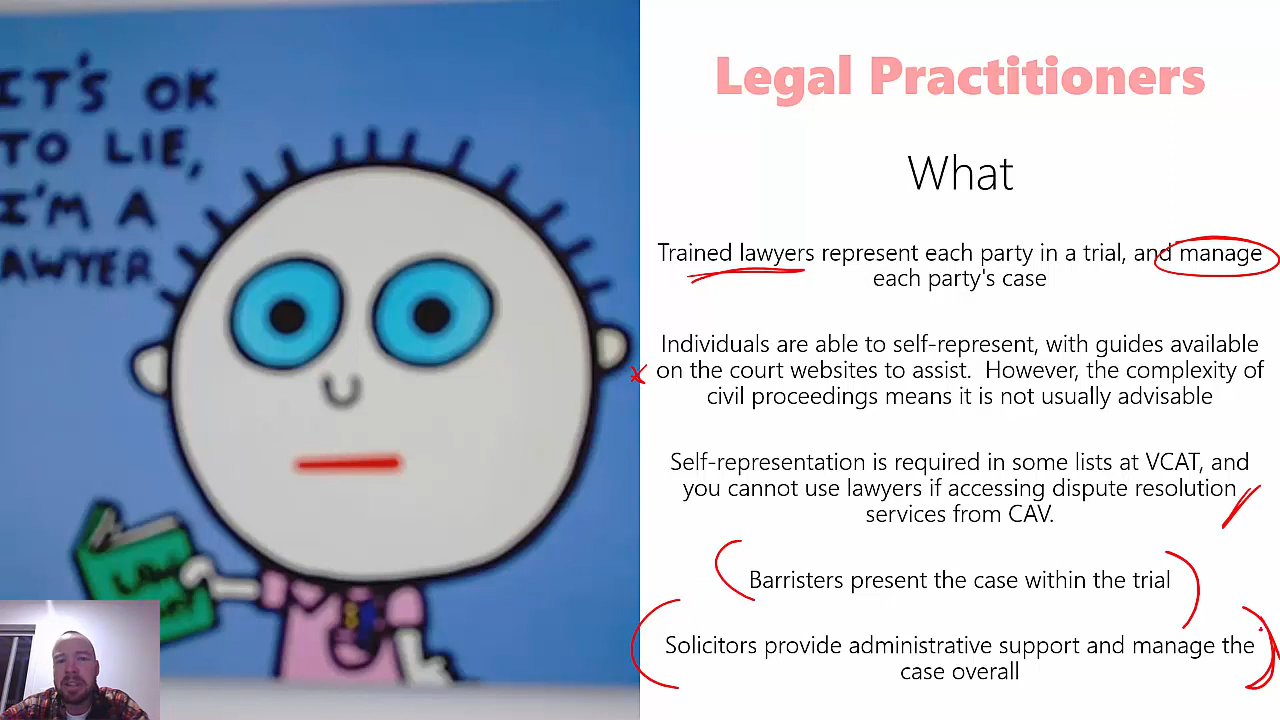 IT'S OK
TO LIE,
I'M A
LAWYER
Legal Practitioners
What
Trained lawyers represent each party in a trial, and manage
each party's case
Individuals are able to self-represent, with guides available
on the court websites to assist. However, the complexity of
civil proceedings means it is not usually advisable
Self-representation is required in some lists at VCAT, and
you cannot use lawyers if accessing dispute resolution
services from CAV.
Barristers present the case within the trial
Solicitors provide administrative support and manage the
case overall